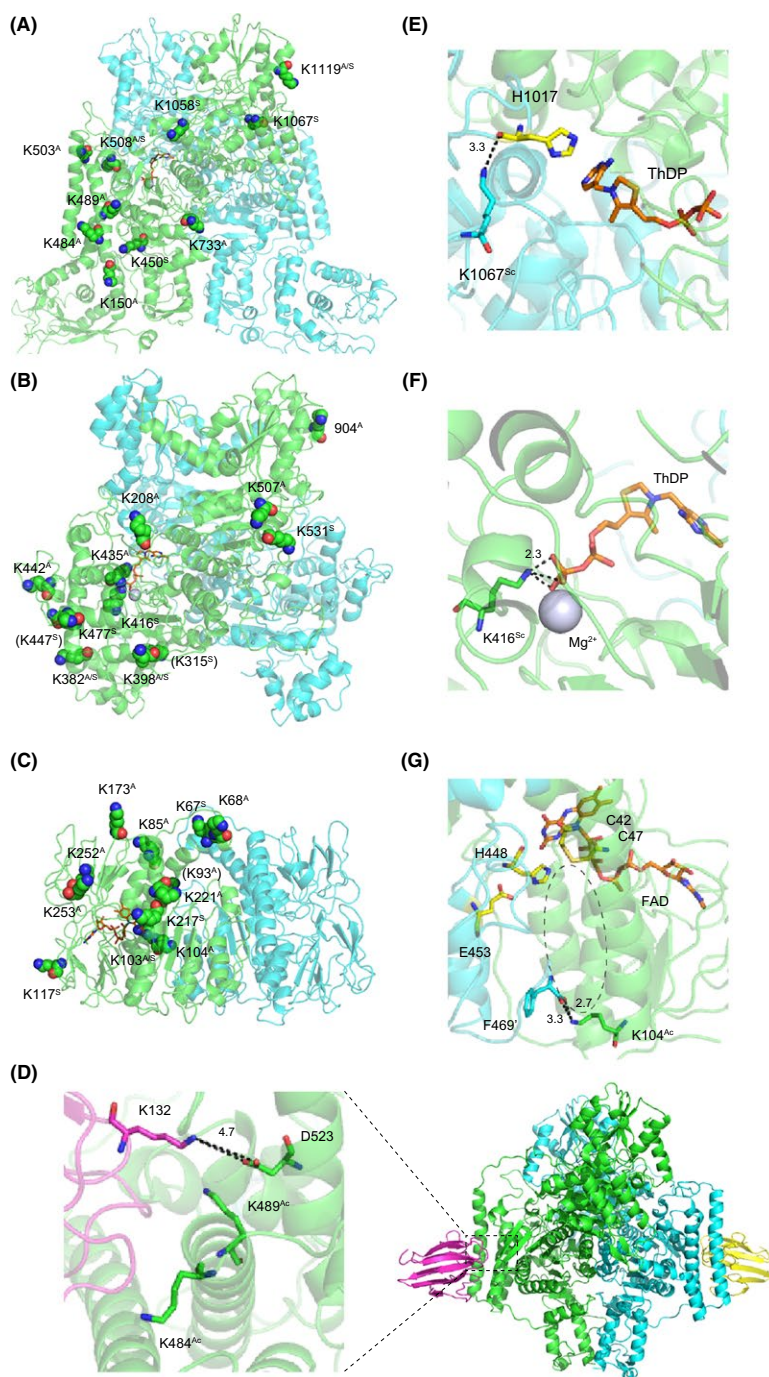 (A)
K1119A/S
K1058S
K1067S
K503A
K508A/S
K489A
K484A
K733A
K450S
K150A
(B)
904A
K208A
K507A
K531S
K435A
K442A
K416S
(K447S)
K477S
(K315S)
K382A/S
K398A/S
(C)
K173A
K67S
K68A
K85A
K252A
(K93A)
K221A
K253A
K217S
K103A/S
K104A
K117S
(D)
K132
4.7
D523
K489Ac
K484Ac
(E)
H1017
3.3
ThDP
K1067Sc
(F)
ThDP
2.3
K416Sc
Mg2+
(G)
C42
C47
H448
FAD
E453
2.7
F469'
3.3
K104Ac